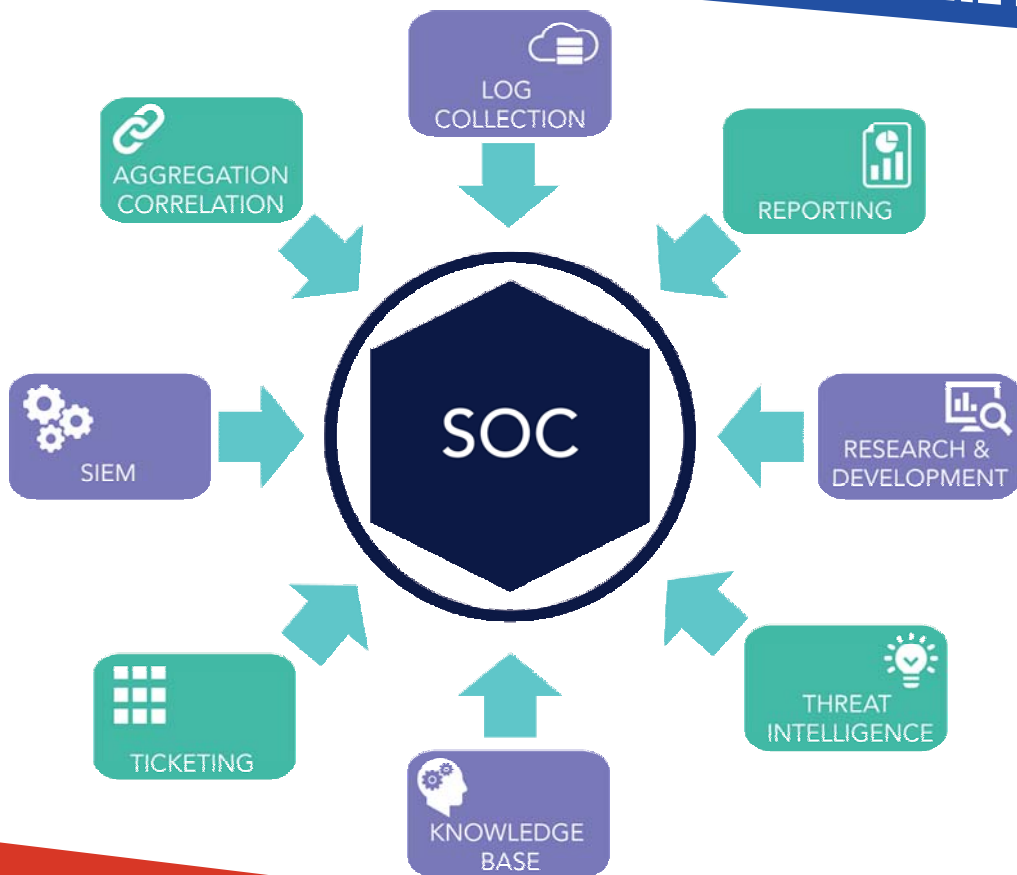 LOG
COLLECTION
AGGREGATION
CORRELATION
REPORTING
SIEM
SOC
RESEARCH &
DEVELOPMENT
TICKETING
THREAT
INTELLIGENCE
KNOWLEDGE
BASE